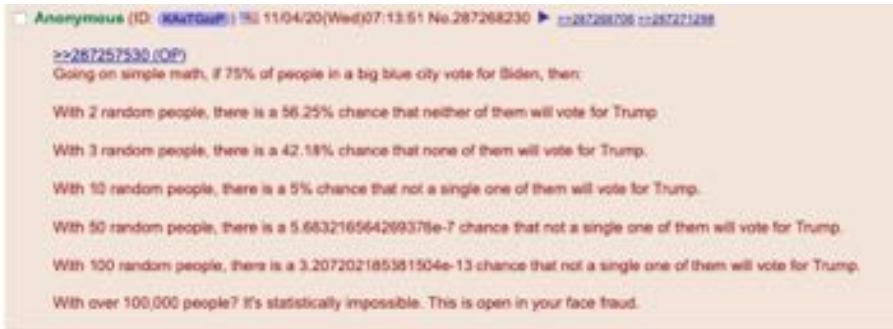 Anonymous (ID: KAaTGzzP) 11/04/20(Wed)07:13:51 No.287268230 ▶
>>287257530 (OP)
Going on simple math, if 75% of people in a big blue city vote for Biden, then:
With 2 random people, there is a 56.25% chance that neither of them will vote for Trump
With 3 random people, there is a 42.18% chance that none of them will vote for Trump.
With 10 random people, there is a 5% chance that not a single one of them will vote for Trump.
With 50 random people, there is a 5.663216564269376e-7 chance that not a single one of them will vote for Trump.
With 100 random people, there is a 3.207202185381504e-13 chance that not a single one of them will vote for Trump.
With over 100,000 people? It's statistically impossible. This is open in your face fraud.